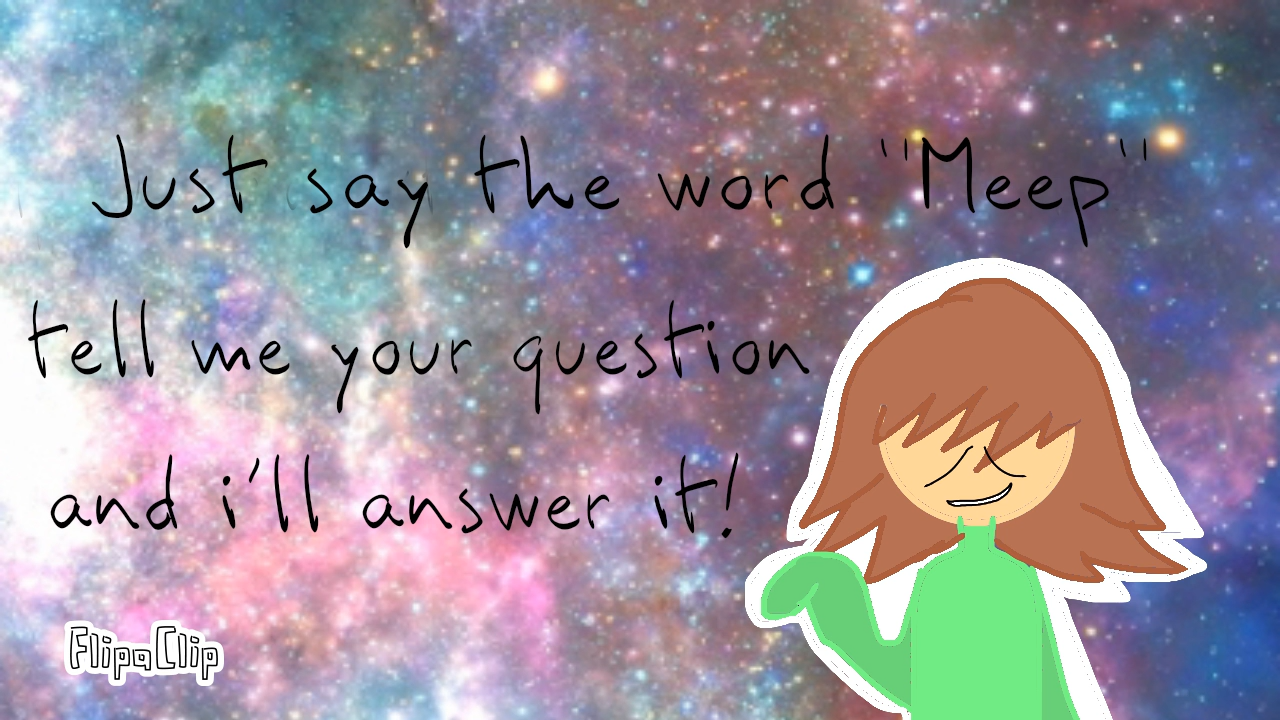 Just say the word "Meep"
tell me your question
and i'll answer it!
FlipaClip